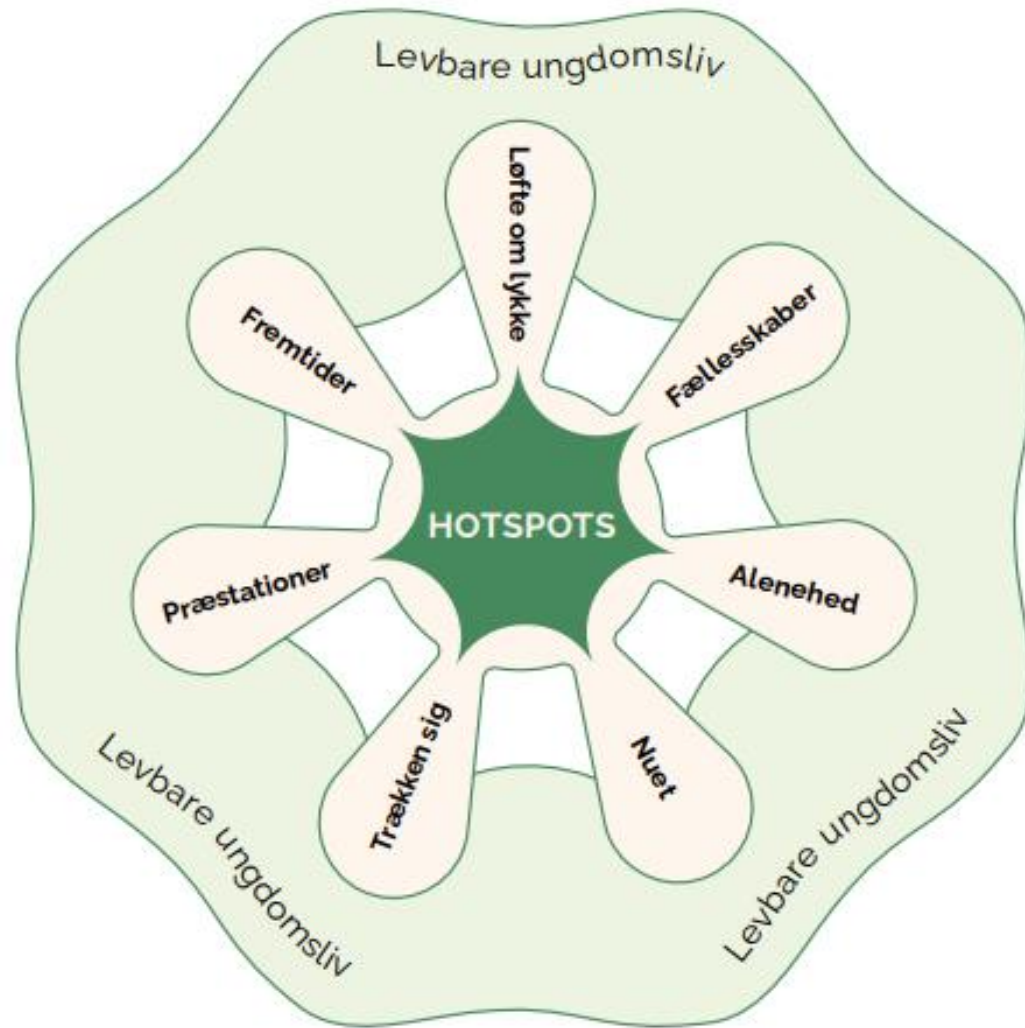 Levbare ungdomsliv
Løfte om lykke
Fællesskaber
Alenehed
Nuet
Trækken sig
Præstationer
Fremtider
HOTSPOTS
Levbare ungdomsliv
Levbare ungdomsliv